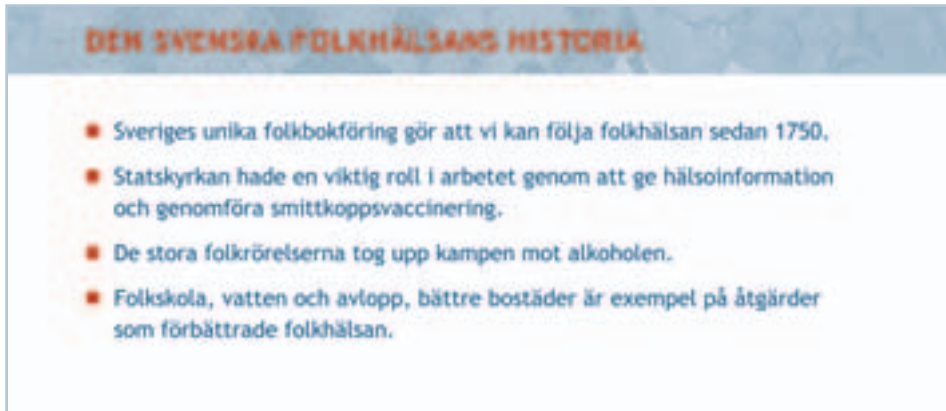 DEN SVENSKA FOLKHÄLSANS HISTORIA
Sveriges unika folkbokföring gör att vi kan följa folkhälsan sedan 1750.
Statskyrkan hade en viktig roll i arbetet genom att ge hälsoinformation
och genomföra smittkoppsvaccinering.
De stora folkrörelserna tog upp kampen mot alkoholen.
Folkskola, vatten och avlopp, bättre bostäder är exempel på åtgärder
som förbättrade folkhälsan.